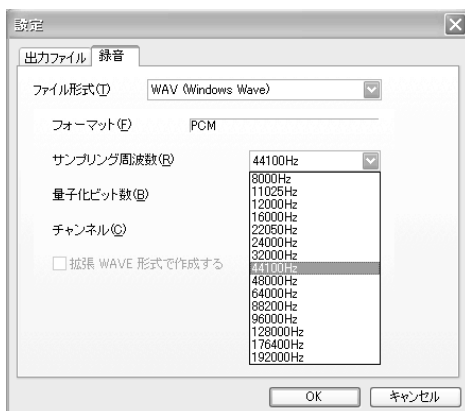 設定
出力ファイル 録音
ファイル形式(T) WAV (Windows Wave)
フォーマット(F) PCM
サンプリング周波数(R) 44100Hz
8000Hz
11025Hz
量子化ビット数(B)
12000Hz
16000Hz
22050Hz
チャンネル(C)
24000Hz
32000Hz
拡張 WAVE 形式で作成する
44100Hz
48000Hz
64000Hz
88200Hz
96000Hz
128000Hz
176400Hz
192000Hz
OK キャンセル